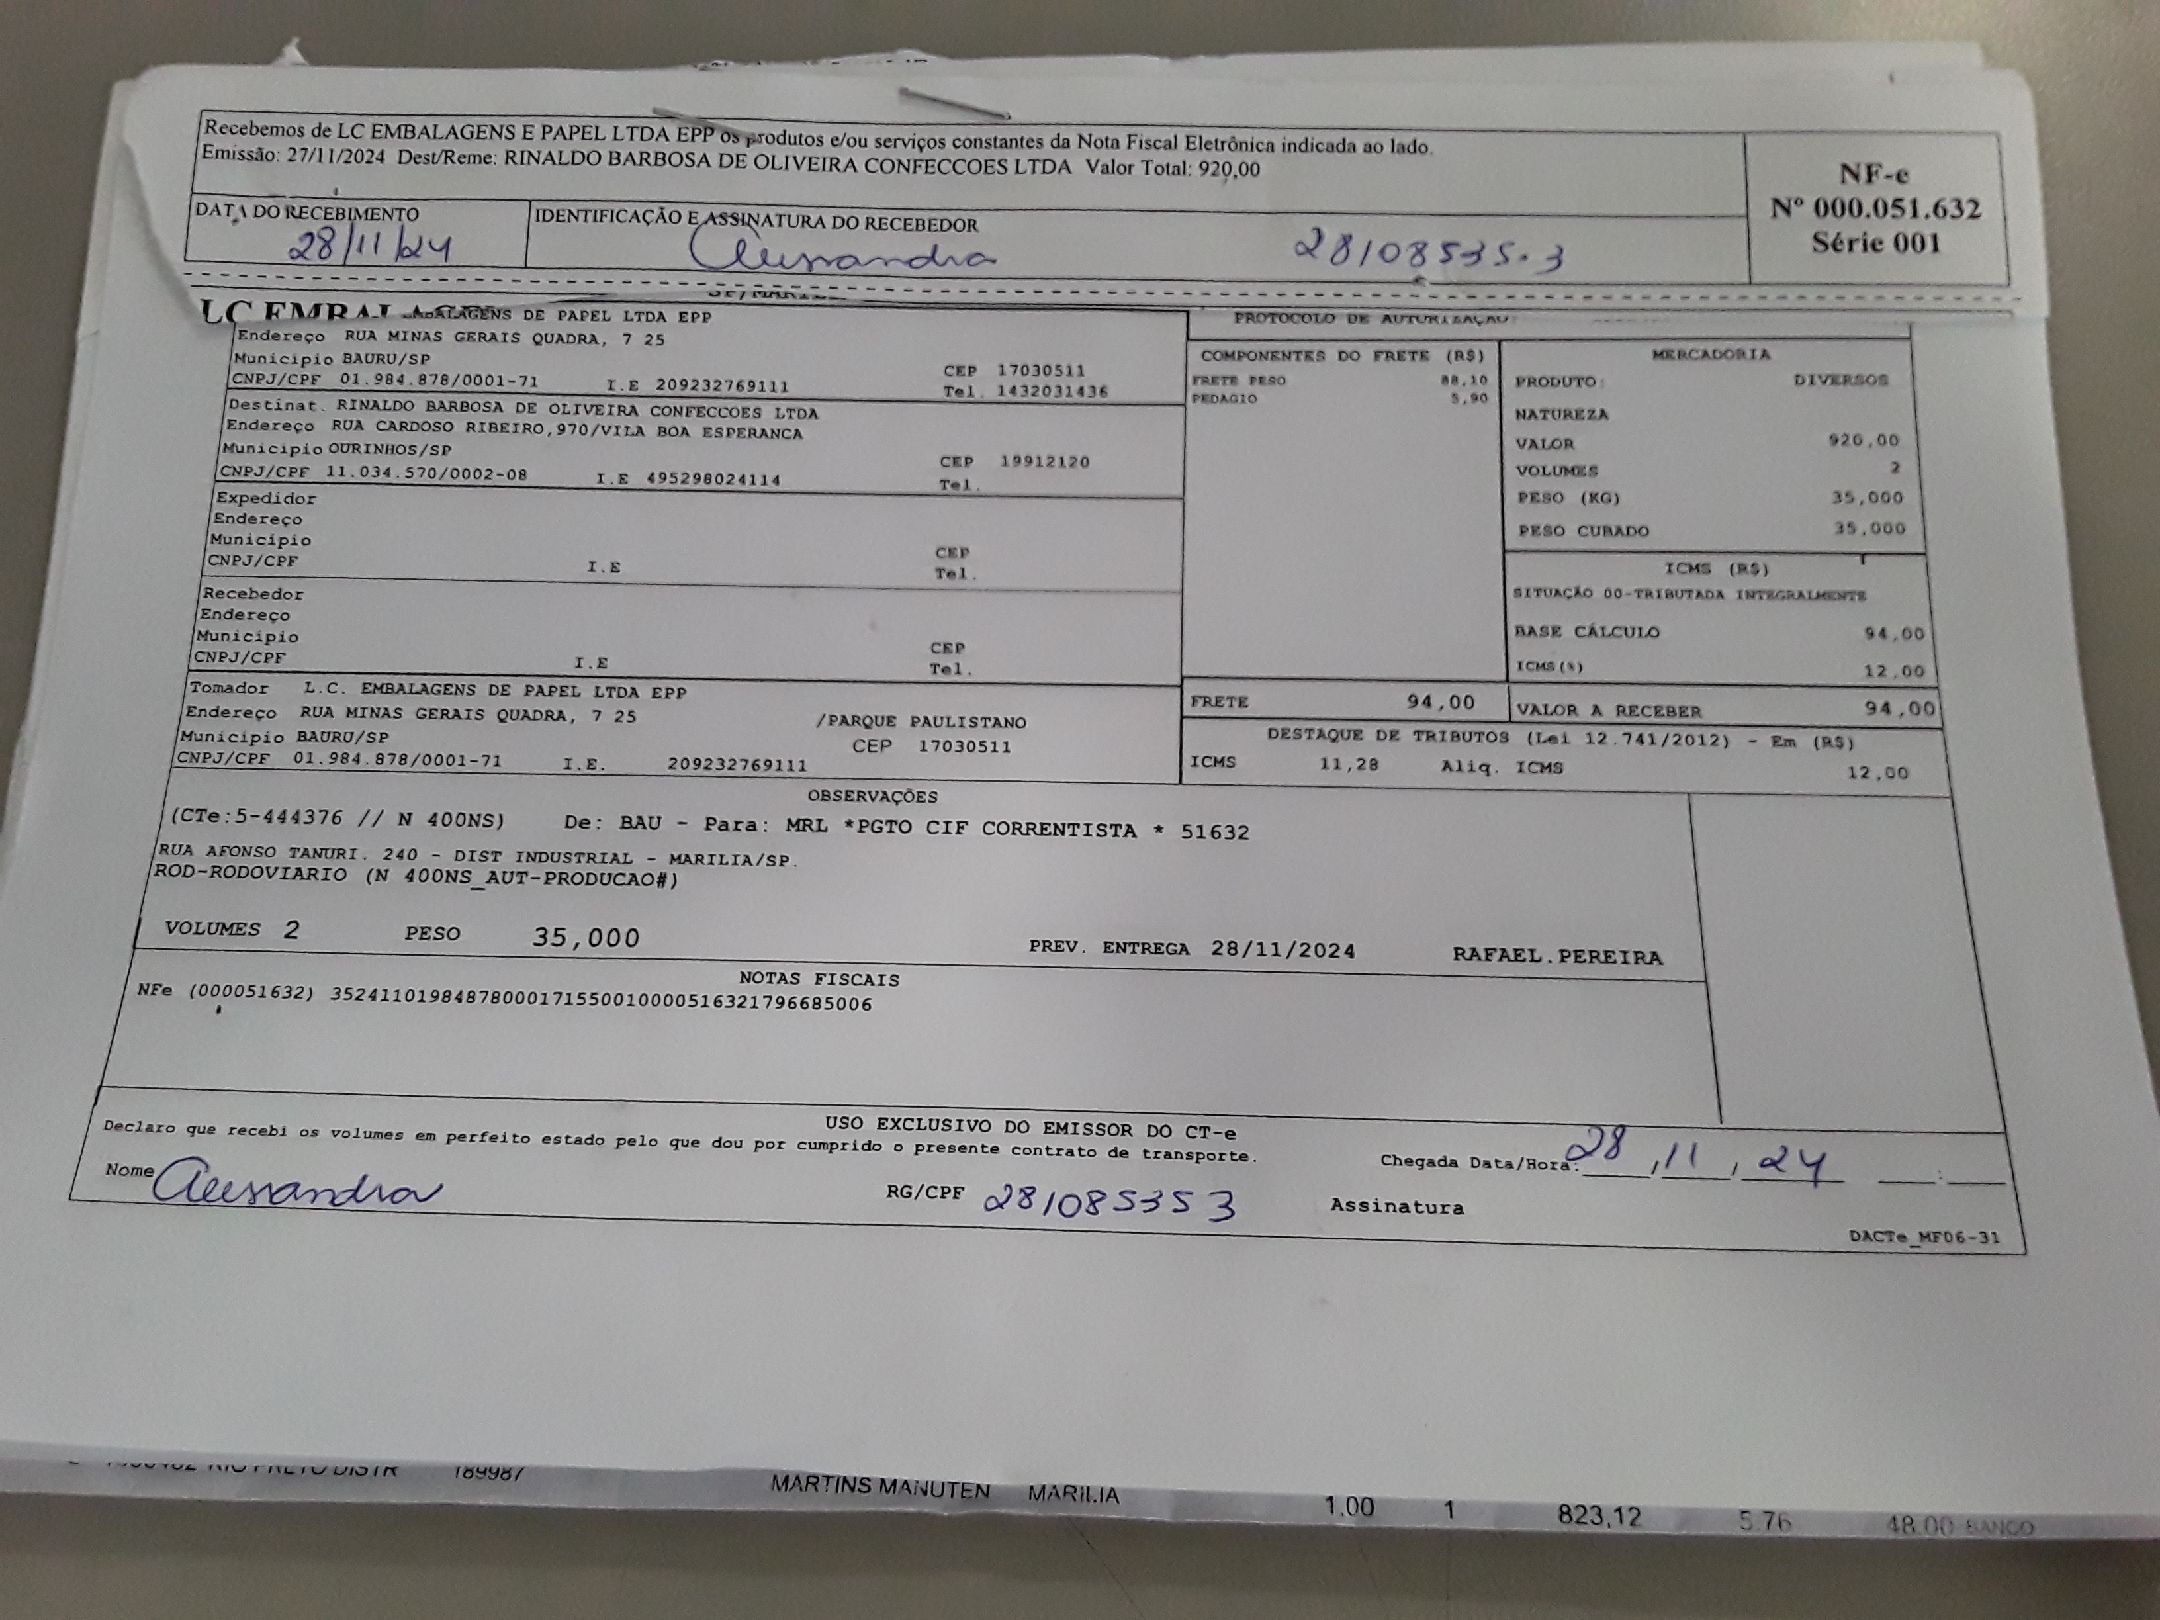 Recebemos de LC EMBALAGENS E PAPEL LTDA EPP os produtos e/ou serviços constantes da Nota Fiscal Eletrônica indicada ao lado.
Emissão: 27/11/2024 Dest/Reme: RINALDO BARBOSA DE OLIVEIRA CONFECCOES LTDA Valor Total: 920,00
NF-e
Nº 000.051.632
Série 001
DATA DO RECEBIMENTO
28/11/24
IDENTIFICAÇÃO E ASSINATURA DO RECEBEDOR
Alessandra 28108535-3
LC EMBALAGENS DE PAPEL LTDA EPP
Endereço RUA MINAS GERAIS QUADRA, 7 25
Municipio BAURU/SP CEP 17030511
CNPJ/CPF 01.984.878/0001-71 I.E 209232769111 Tel. 1432031436
Destinat. RINALDO BARBOSA DE OLIVEIRA CONFECCOES LTDA
Endereço RUA CARDOSO RIBEIRO,970/VILA BOA ESPERANCA
Municipio OURINHOS/SP CEP 19912120
CNPJ/CPF 11.034.570/0002-08 I.E 495298024114 Tel.
Expedidor
Endereço
Município CEP
CNPJ/CPF I.E Tel.
Recebedor
Endereço
Município CEP
CNPJ/CPF I.E Tel.
Tomador L.C. EMBALAGENS DE PAPEL LTDA EPP
Endereço RUA MINAS GERAIS QUADRA, 7 25 /PARQUE PAULISTANO
Municipio BAURU/SP CEP 17030511
CNPJ/CPF 01.984.878/0001-71 I.E. 209232769111
PROTOCOLO DE AUTORIZAÇÃO:
COMPONENTES DO FRETE (R$)
FRETE PESO 88,10
PEDAGIO 5,90
MERCADORIA
PRODUTO: DIVERSOS
NATUREZA
VALOR 920,00
VOLUMES 2
PESO (KG) 35,000
PESO CUBADO 35,000
ICMS (R$)
SITUAÇÃO 00-TRIBUTADA INTEGRALMENTE
BASE CÁLCULO 94,00
ICMS(%) 12,00
FRETE 94,00
VALOR A RECEBER 94,00
DESTAQUE DE TRIBUTOS (Lei 12.741/2012) - Em (R$)
ICMS 11,28 Aliq. ICMS 12,00
OBSERVAÇÕES
(CTe:5-444376 // N 400NS) De: BAU - Para: MRL *PGTO CIF CORRENTISTA * 51632
RUA AFONSO TANURI. 240 - DIST INDUSTRIAL - MARILIA/SP.
ROD-RODOVIARIO (N 400NS_AUT-PRODUCAO#)
VOLUMES 2 PESO 35,000 PREV. ENTREGA 28/11/2024 RAFAEL.PEREIRA
NOTAS FISCAIS
NFe (000051632) 35241101984878000171550010000516321796685006
USO EXCLUSIVO DO EMISSOR DO CT-e
Declaro que recebi os volumes em perfeito estado pelo que dou por cumprido o presente contrato de transporte.
Chegada Data/Hora: 28, 11, 24 :
Nome Alessandra RG/CPF 281085353 Assinatura
DACTe_MF06-31
RIO PRETO DISTR 189987 MARTINS MANUTEN MARILIA 1.00 1 823,12 5.76 48.00 BANCO